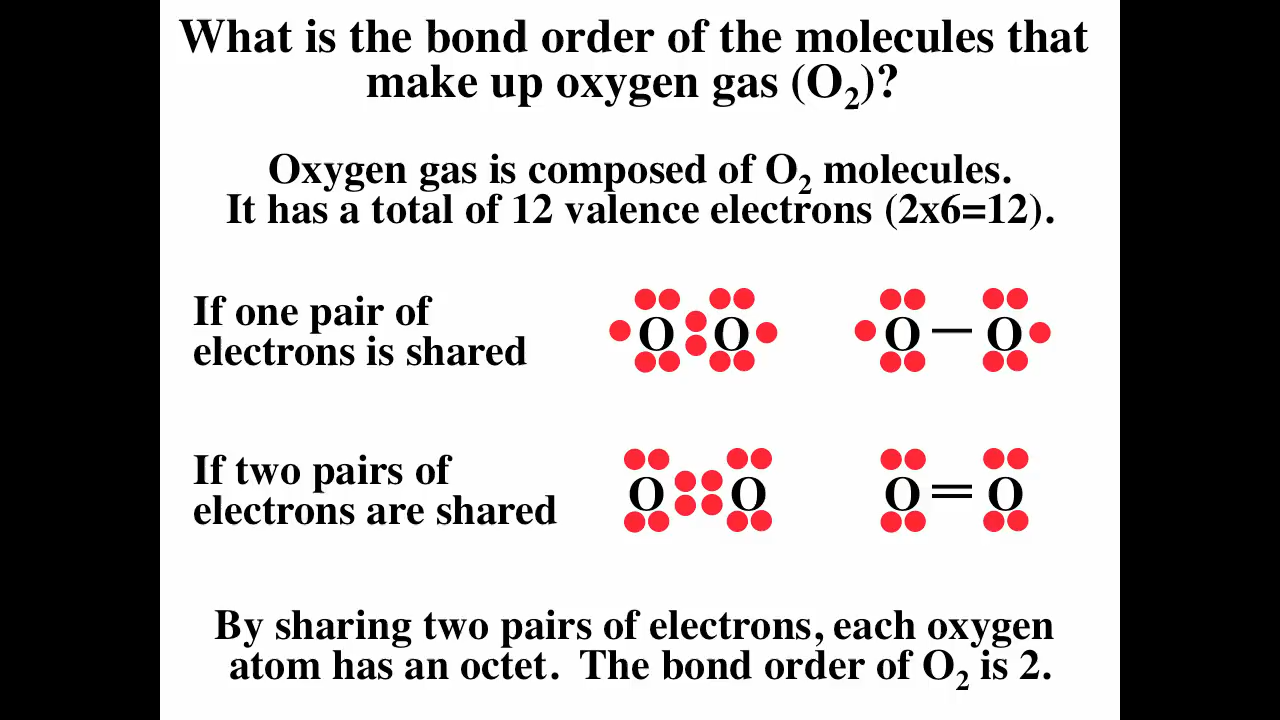 What is the bond order of the molecules that
make up oxygen gas (O₂)?
Oxygen gas is composed of O₂ molecules.
It has a total of 12 valence electrons (2x6=12).
If one pair of
electrons is shared
O O O — O
If two pairs of
electrons are shared
O O O = O
By sharing two pairs of electrons, each oxygen
atom has an octet. The bond order of O₂ is 2.